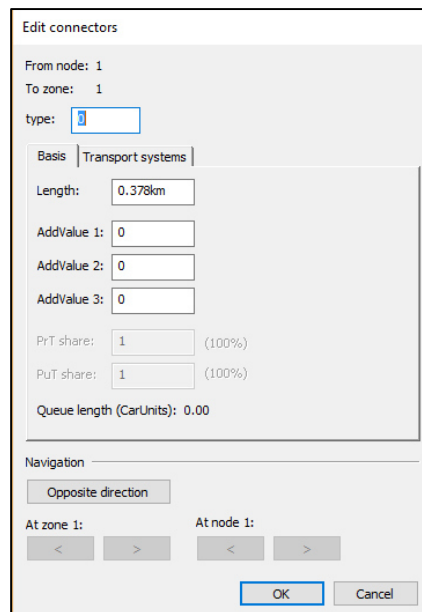 Edit connectors
From node: 1
To zone: 1
type: 0
Basis Transport systems
Length: 0.378km
AddValue 1: 0
AddValue 2: 0
AddValue 3: 0
PrT share: 1 (100%)
PuT share: 1 (100%)
Queue length (CarUnits): 0.00
Navigation
Opposite direction
At zone 1: At node 1:
< > < >
OK Cancel